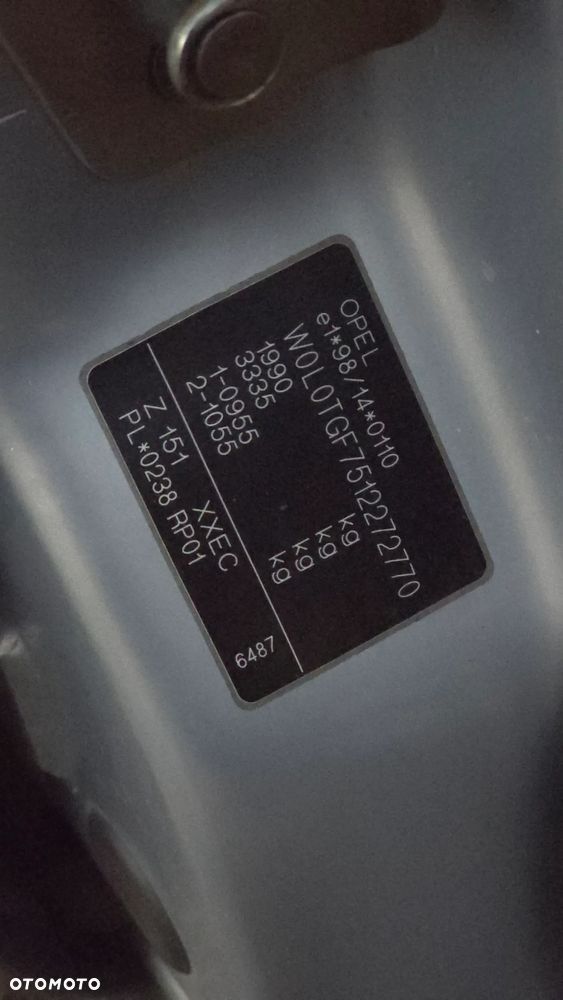 OPEL
e1*98/14*0110
W0L0TGF7512272770
1990 kg
3335 kg
1-0955 kg
2-1055 kg
Z 151 XXEC
PL*0238 RP01
6487
OTOMOTO